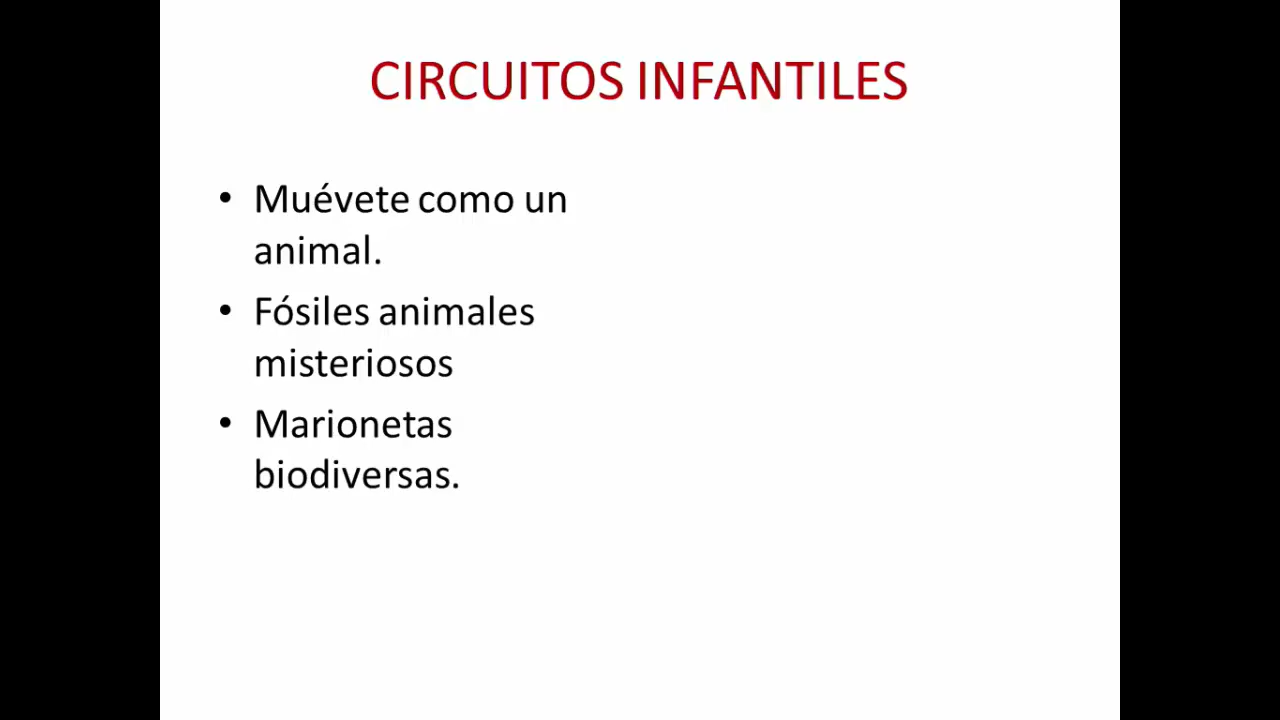 CIRCUITOS INFANTILES
• Muévete como un
animal.
• Fósiles animales
misteriosos
• Marionetas
biodiversas.